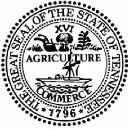 THE GREAT SEAL OF THE STATE OF TENNESSEE
AGRICULTURE
COMMERCE
1796